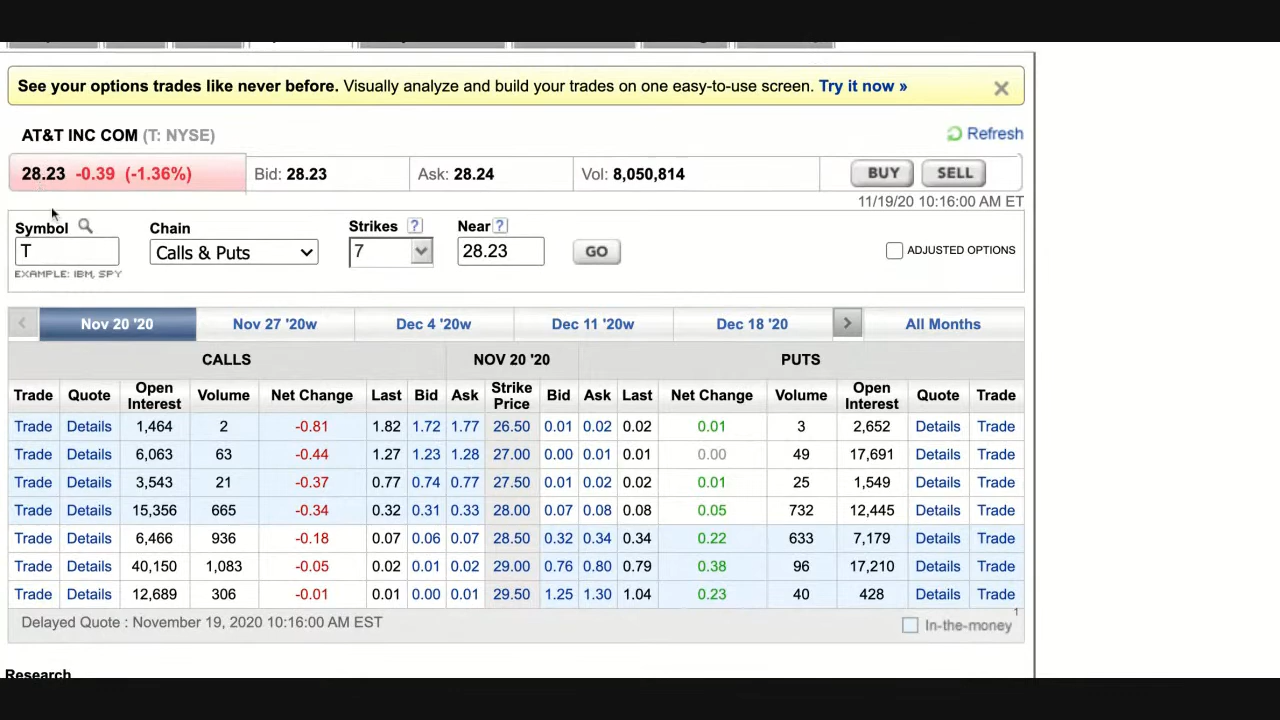 See your options trades like never before. Visually analyze and build your trades on one easy-to-use screen. Try it now »
AT&T INC COM (T: NYSE) Refresh
28.23 -0.39 (-1.36%) Bid: 28.23 Ask: 28.24 Vol: 8,050,814 BUY SELL
11/19/20 10:16:00 AM ET
Symbol Chain Strikes ? Near ?
T Calls & Puts 7 28.23 GO ADJUSTED OPTIONS
EXAMPLE: IBM, SPY
Nov 20 '20 Nov 27 '20w Dec 4 '20w Dec 11 '20w Dec 18 '20 All Months
CALLS NOV 20 '20 PUTS
Trade Quote Open Interest Volume Net Change Last Bid Ask Strike Price Bid Ask Last Net Change Volume Open Interest Quote Trade
Trade Details 1,464 2 -0.81 1.82 1.72 1.77 26.50 0.01 0.02 0.02 0.01 3 2,652 Details Trade
Trade Details 6,063 63 -0.44 1.27 1.23 1.28 27.00 0.00 0.01 0.01 0.00 49 17,691 Details Trade
Trade Details 3,543 21 -0.37 0.77 0.74 0.77 27.50 0.01 0.02 0.02 0.01 25 1,549 Details Trade
Trade Details 15,356 665 -0.34 0.32 0.31 0.33 28.00 0.07 0.08 0.08 0.05 732 12,445 Details Trade
Trade Details 6,466 936 -0.18 0.07 0.06 0.07 28.50 0.32 0.34 0.34 0.22 633 7,179 Details Trade
Trade Details 40,150 1,083 -0.05 0.02 0.01 0.02 29.00 0.76 0.80 0.79 0.38 96 17,210 Details Trade
Trade Details 12,689 306 -0.01 0.01 0.00 0.01 29.50 1.25 1.30 1.04 0.23 40 428 Details Trade
Delayed Quote : November 19, 2020 10:16:00 AM EST In-the-money 1
Research